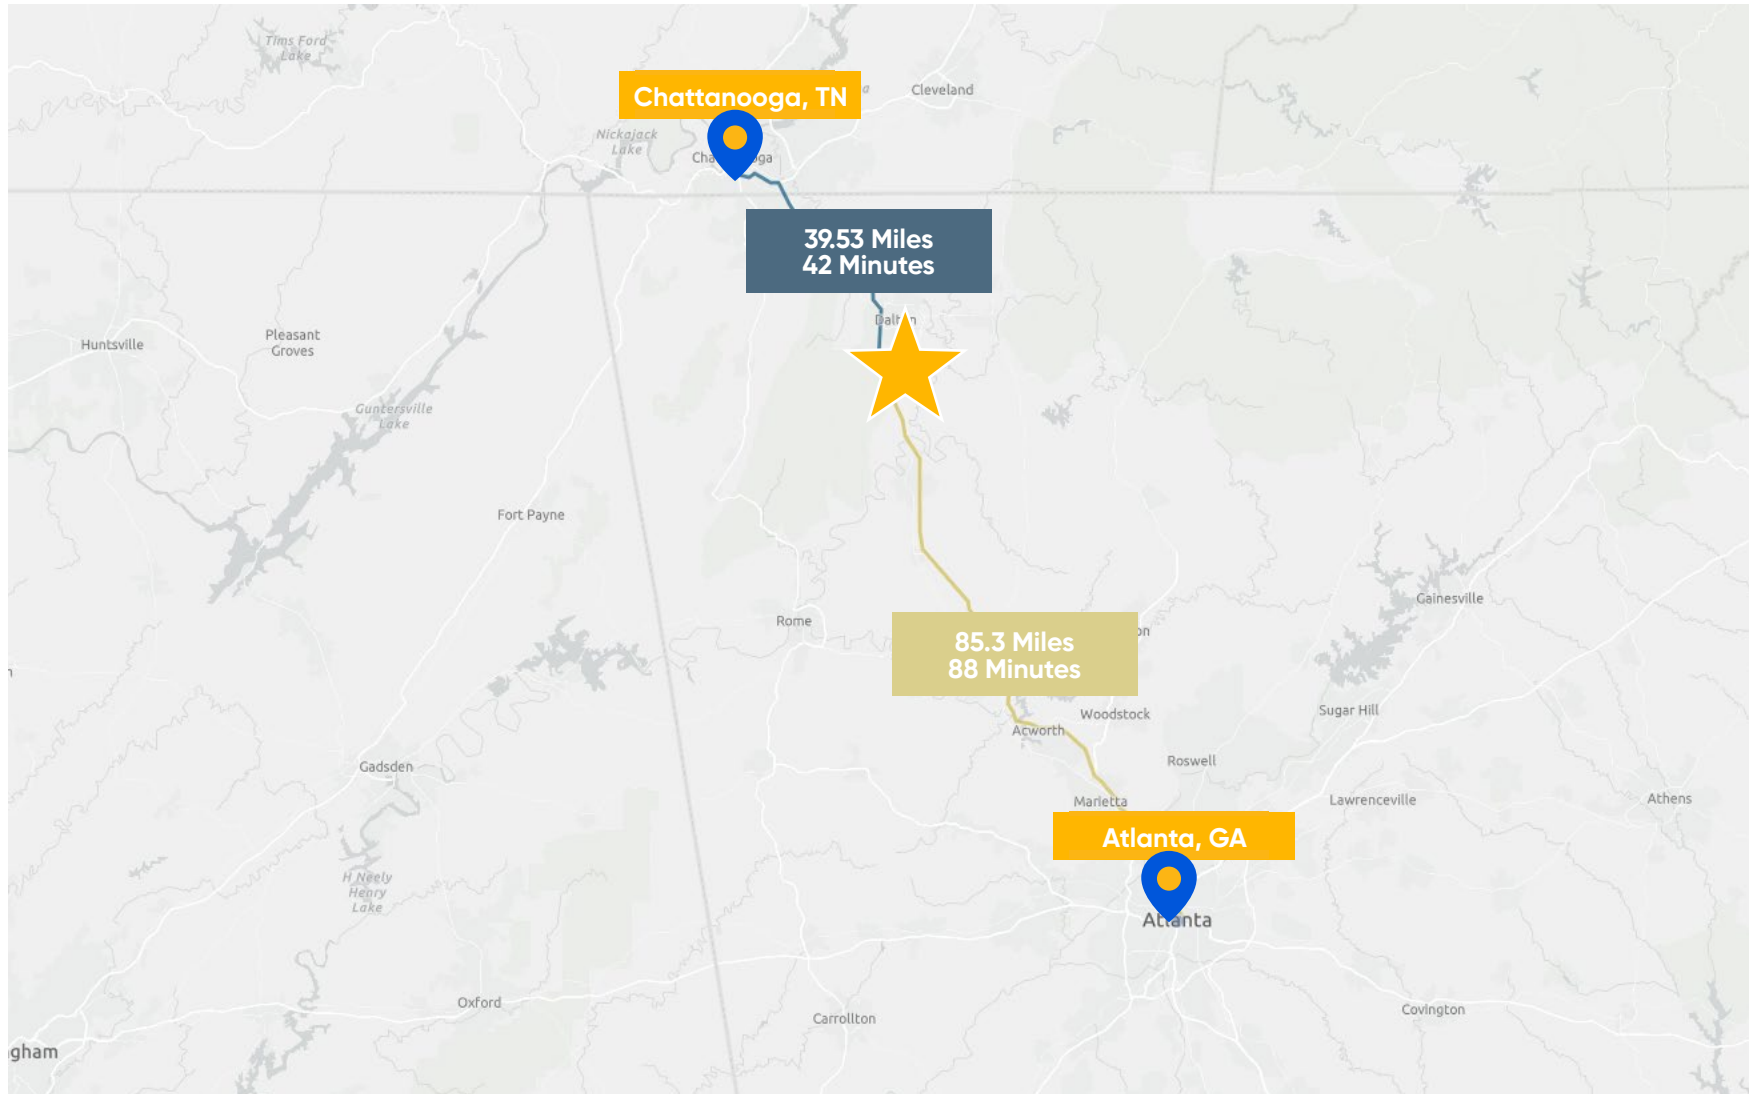 Tims Ford
Lake
Chattanooga, TN
Cleveland
Nickajack
Lake
39.53 Miles
42 Minutes
Huntsville
Pleasant
Groves
Guntersville
Lake
Fort Payne
Rome
85.3 Miles
88 Minutes
Gainesville
Sugar Hill
Woodstock
Acworth
Roswell
Gadsden
Marietta
Lawrenceville
Athens
Atlanta, GA
H Neely
Henry
Lake
Atlanta
Oxford
Carrollton
Covington
gham